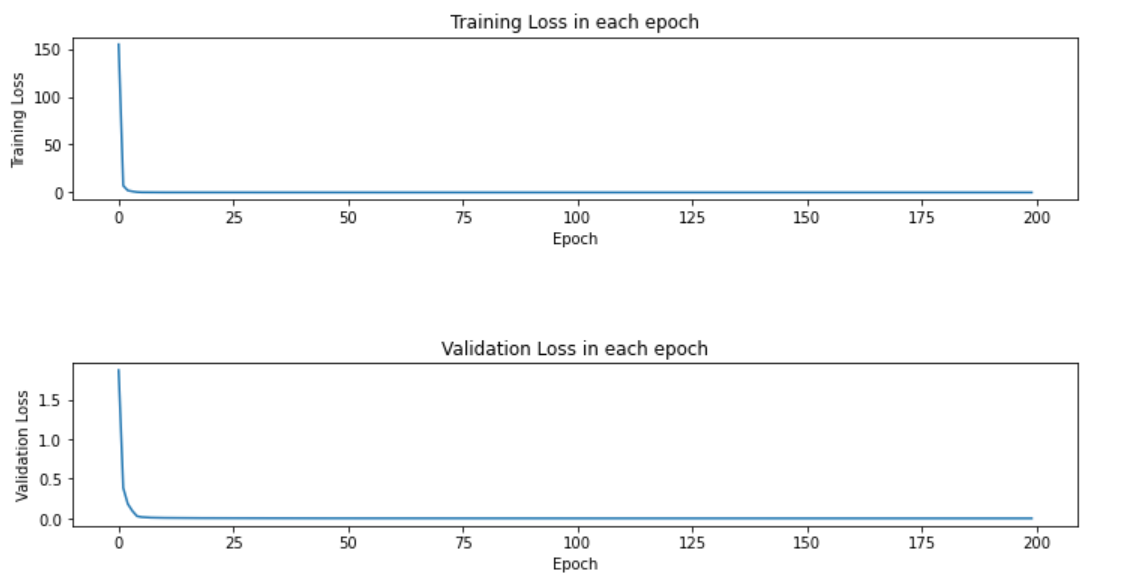 Training Loss in each epoch
150
100
50
0
Training Loss
0 25 50 75 100 125 150 175 200
Epoch
Validation Loss in each epoch
1.5
1.0
0.5
0.0
Validation Loss
0 25 50 75 100 125 150 175 200
Epoch